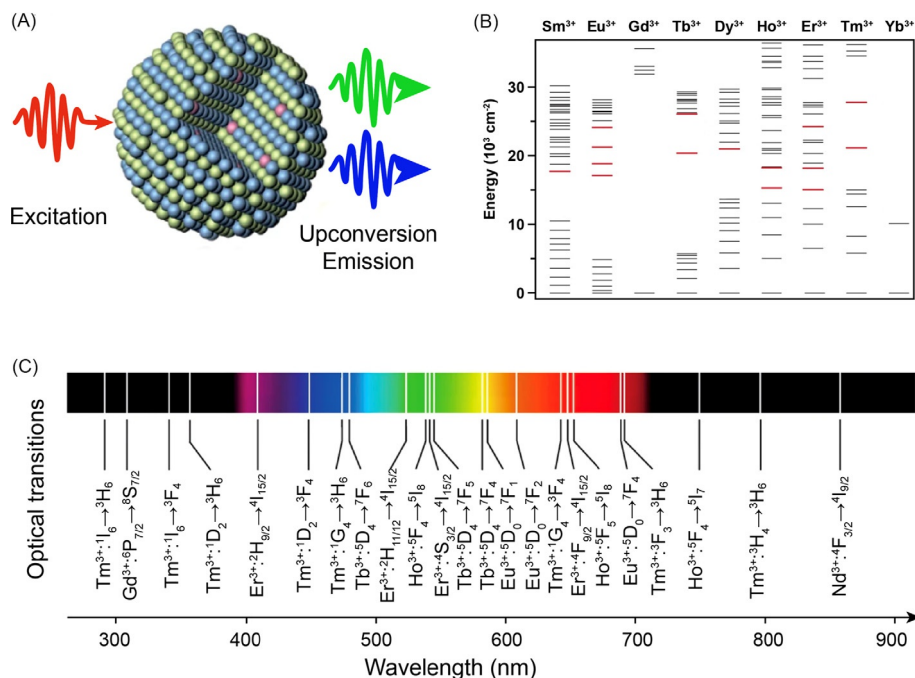 (A)
Excitation
Upconversion
Emission
(B)
Sm³⁺ Eu³⁺ Gd³⁺ Tb³⁺ Dy³⁺ Ho³⁺ Er³⁺ Tm³⁺ Yb³⁺
Energy (10³ cm⁻²)
30
20
10
0
(C)
Optical transitions
Tm³⁺:¹I₆→³H₆
Gd³⁺:⁶P₇/₂→⁸S₇/₂
Tm³⁺:¹I₆→³F₄
Tm³⁺:¹D₂→³H₆
Er³⁺:²H₉/₂→⁴I₁₅/₂
Tm³⁺:¹D₂→³F₄
Tm³⁺:¹G₄→³H₆
Tb³⁺:⁵D₄→⁷F₆
Er³⁺:²H₁₁/₁₂→⁴I₁₅/₂
Ho³⁺:⁵F₄→⁵I₈
Er³⁺:⁴S₃/₂→⁴I₁₅/₂
Tb³⁺:⁵D₄→⁷F₅
Tb³⁺:⁵D₄→⁷F₄
Eu³⁺:⁵D₀→⁷F₁
Eu³⁺:⁵D₀→⁷F₂
Tm³⁺:¹G₄→³F₄
Er³⁺:⁴F₉/₂→⁴I₁₅/₂
Ho³⁺:⁵F₅→⁵I₈
Eu³⁺:⁵D₀→⁷F₄
Tm³⁺:³F₃→³H₆
Ho³⁺:⁵F₄→⁵I₇
Tm³⁺:³H₄→³H₆
Nd³⁺:⁴F₃/₂→⁴I₉/₂
300 400 500 600 700 800 900
Wavelength (nm)